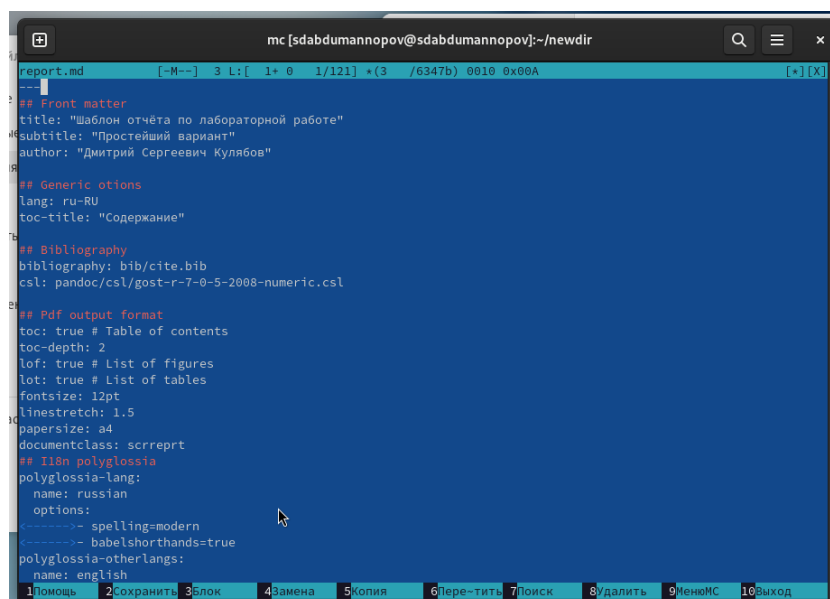 mc [sdabdumannopov@sdabdumannopov]:~/newdir
report.md [-M--] 3 L:[ 1+ 0 1/121] *(3 /6347b) 0010 0x00A [*][X]
---
## Front matter
title: "Шаблон отчёта по лабораторной работе"
subtitle: "Простейший вариант"
author: "Дмитрий Сергеевич Кулябов"
## Generic otions
lang: ru-RU
toc-title: "Содержание"
## Bibliography
bibliography: bib/cite.bib
csl: pandoc/csl/gost-r-7-0-5-2008-numeric.csl
## Pdf output format
toc: true # Table of contents
toc-depth: 2
lof: true # List of figures
lot: true # List of tables
fontsize: 12pt
linestretch: 1.5
papersize: a4
documentclass: scrreprt
## I18n polyglossia
polyglossia-lang:
name: russian
options:
<------>- spelling=modern
<------>- babelshorthands=true
polyglossia-otherlangs:
name: english
1Помощь 2Сохранить 3Блок 4Замена 5Копия 6Пере~тить 7Поиск 8Удалить 9МенюМС 10Выход